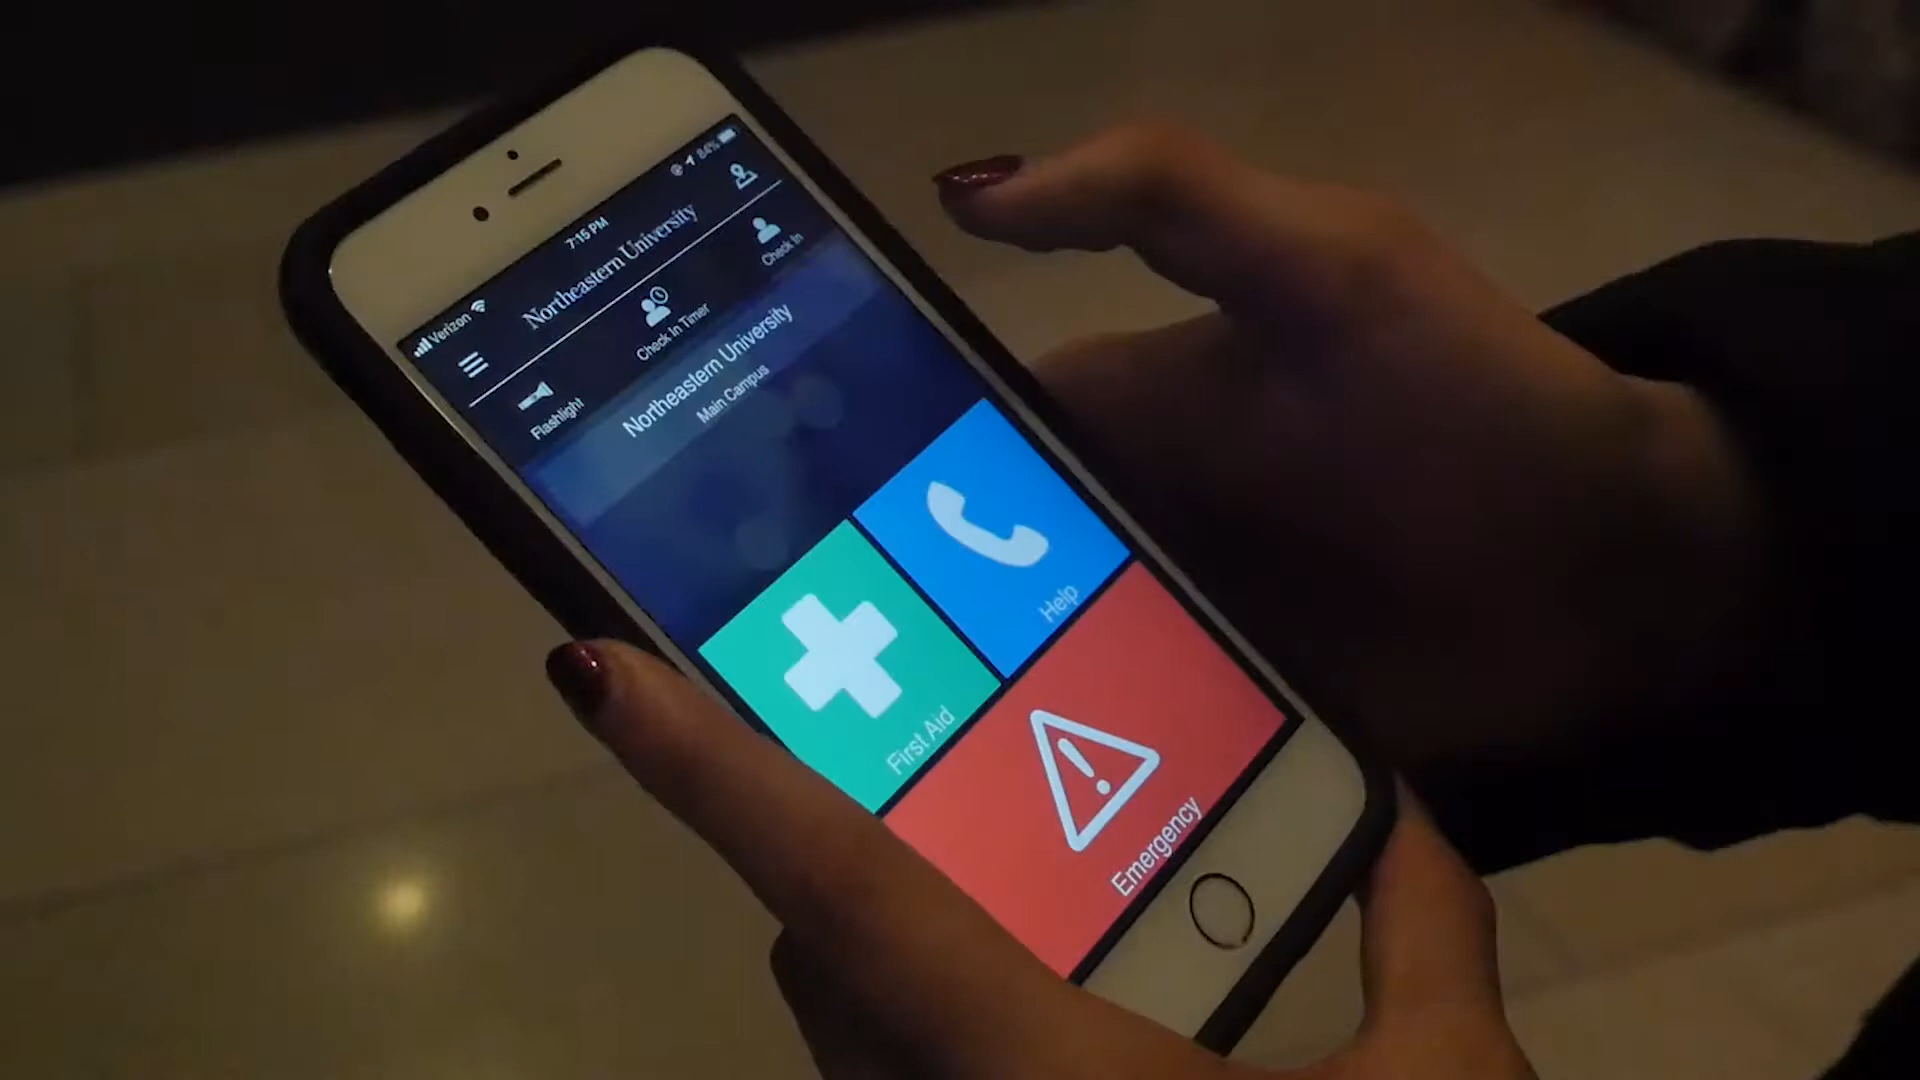 Verizon 7:15 PM 84%
Northeastern University
Flashlight
Check In Timer
Check In
Northeastern University
Main Campus
First Aid
Help
Emergency